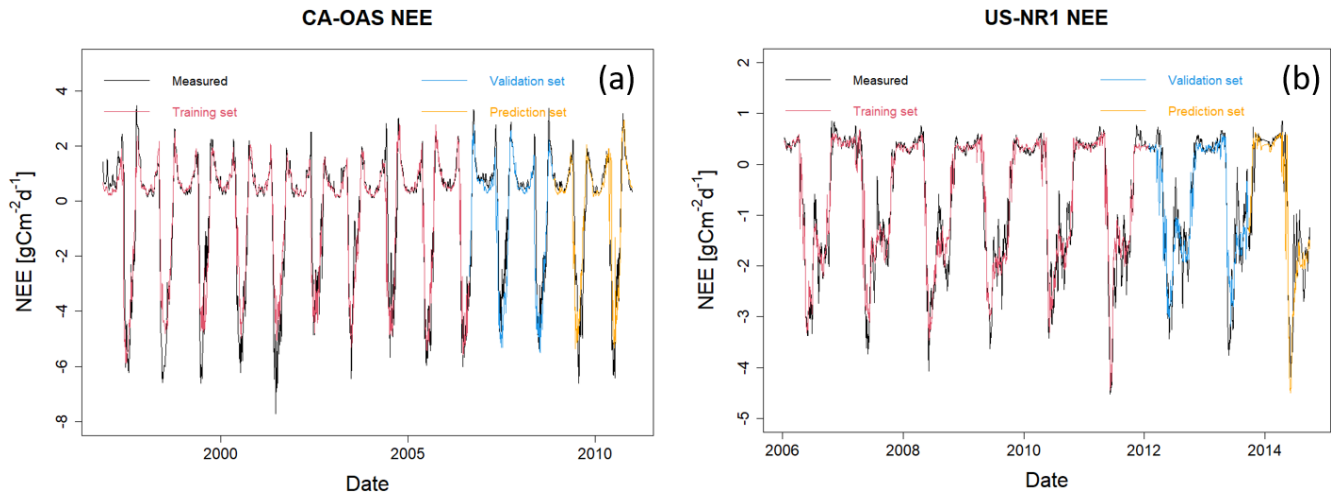 CA-OAS NEE
Measured
Validation set
(a)
Training set
Prediction set
4
2
0
-2
-4
-6
-8
NEE [gCm-2d-1]
2000
2005
2010
Date
US-NR1 NEE
Measured
Validation set
(b)
Training set
Prediction set
2
1
0
-1
-2
-3
-4
-5
NEE [gCm-2d-1]
2006
2008
2010
2012
2014
Date